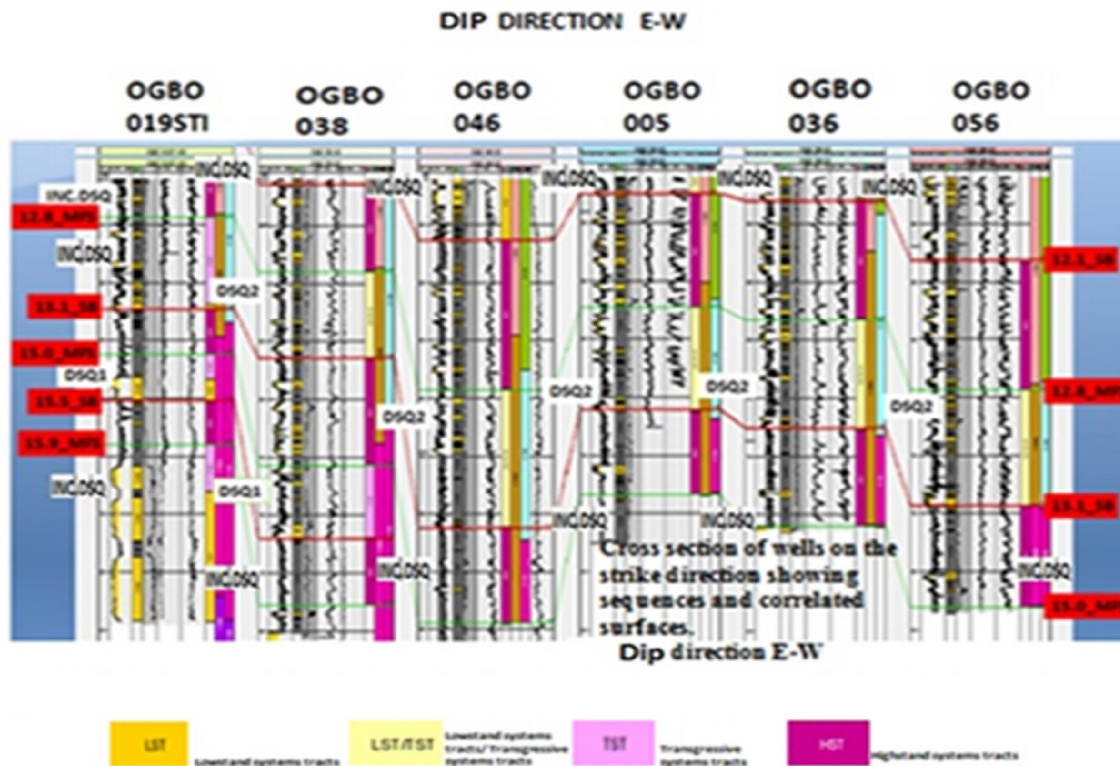 DIP DIRECTION E-W
OGBO
019STI
OGBO
038
OGBO
046
OGBO
005
OGBO
036
OGBO
056
INC.DSQ
INC.DSQ
INC.DSQ
INC.DSQ
INC.DSQ
INC.DSQ
12.8_MFS
INC.DSQ
12.1_SB
DSQ2
13.1_SB
15.0_MFS
DSQ1
15.5_SB
DSQ2
DSQ2
DSQ2
DSQ2
12.8_MFS
15.9_MFS
INC.DSQ
DSQ1
13.1_SB
INC.DSQ
INC.DSQ
INC.DSQ
INC.DSQ
INC.DSQ
15.0_MFS
Cross section of wells on the
strike direction showing
sequences and correlated
surfaces.
Dip direction E-W
LST
Lowstand systems tracts
LST/TST
Lowstand systems
tracts/ Transgressive
systems tracts
TST
Transgressive
systems tracts
HST
Highstand systems tracts